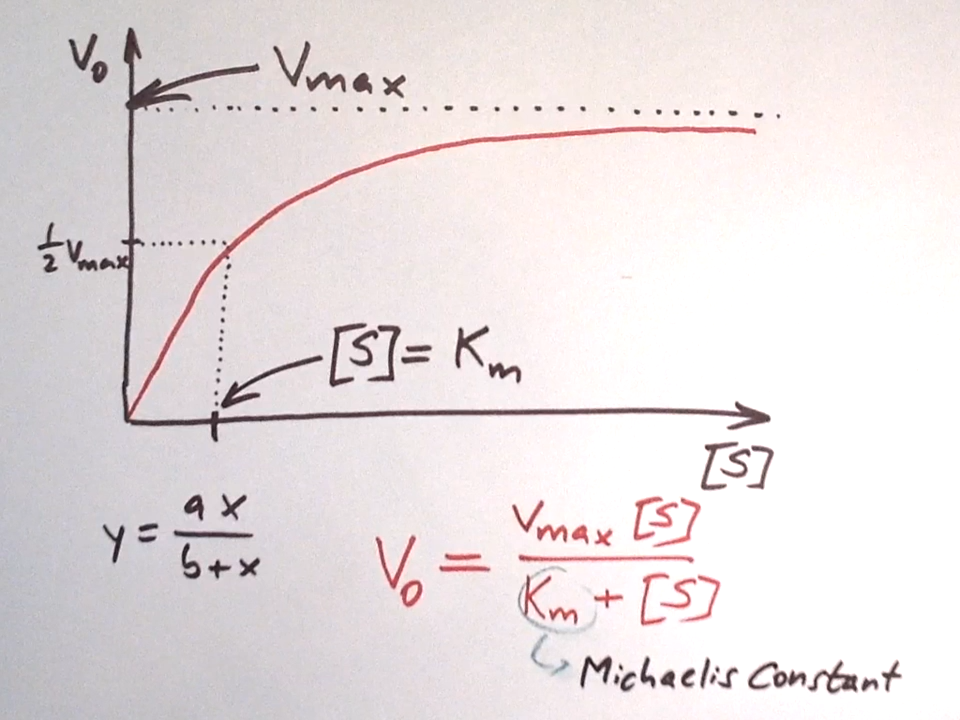 V₀
Vmax
½ Vmax
[S] = Km
[S]
y = ax / b+x
V₀ = Vmax [S] / Km + [S]
Michaelis Constant